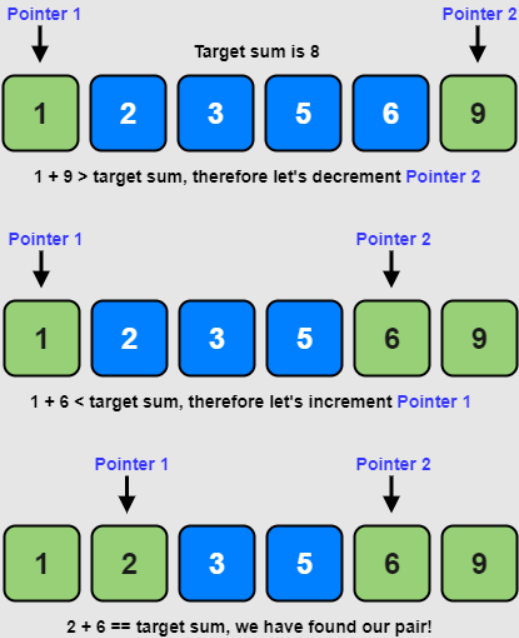 Pointer 1 Pointer 2
Target sum is 8
1 2 3 5 6 9
1 + 9 > target sum, therefore let's decrement Pointer 2
Pointer 1 Pointer 2
1 2 3 5 6 9
1 + 6 < target sum, therefore let's increment Pointer 1
Pointer 1 Pointer 2
1 2 3 5 6 9
2 + 6 == target sum, we have found our pair!